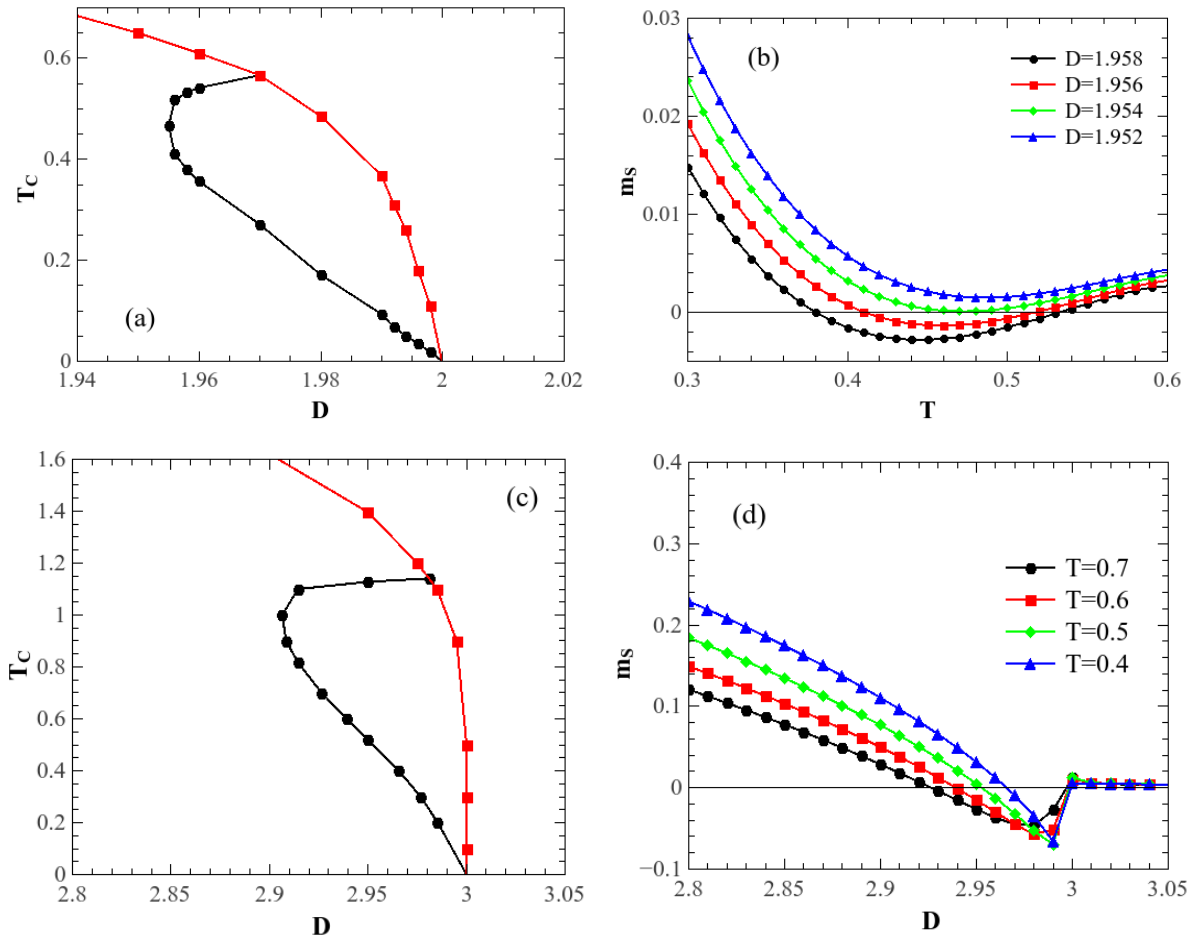 0.6
0.4
0.2
0
T_C
(a)
1.94
1.96
1.98
2
2.02
D
0.03
0.02
0.01
0
m_S
(b)
D=1.958
D=1.956
D=1.954
D=1.952
0.3
0.4
0.5
0.6
T
1.6
1.4
1.2
1
0.8
0.6
0.4
0.2
0
T_C
(c)
2.8
2.85
2.9
2.95
3
3.05
D
0.4
0.3
0.2
0.1
0
−0.1
m_S
(d)
T=0.7
T=0.6
T=0.5
T=0.4
2.8
2.85
2.9
2.95
3
3.05
D